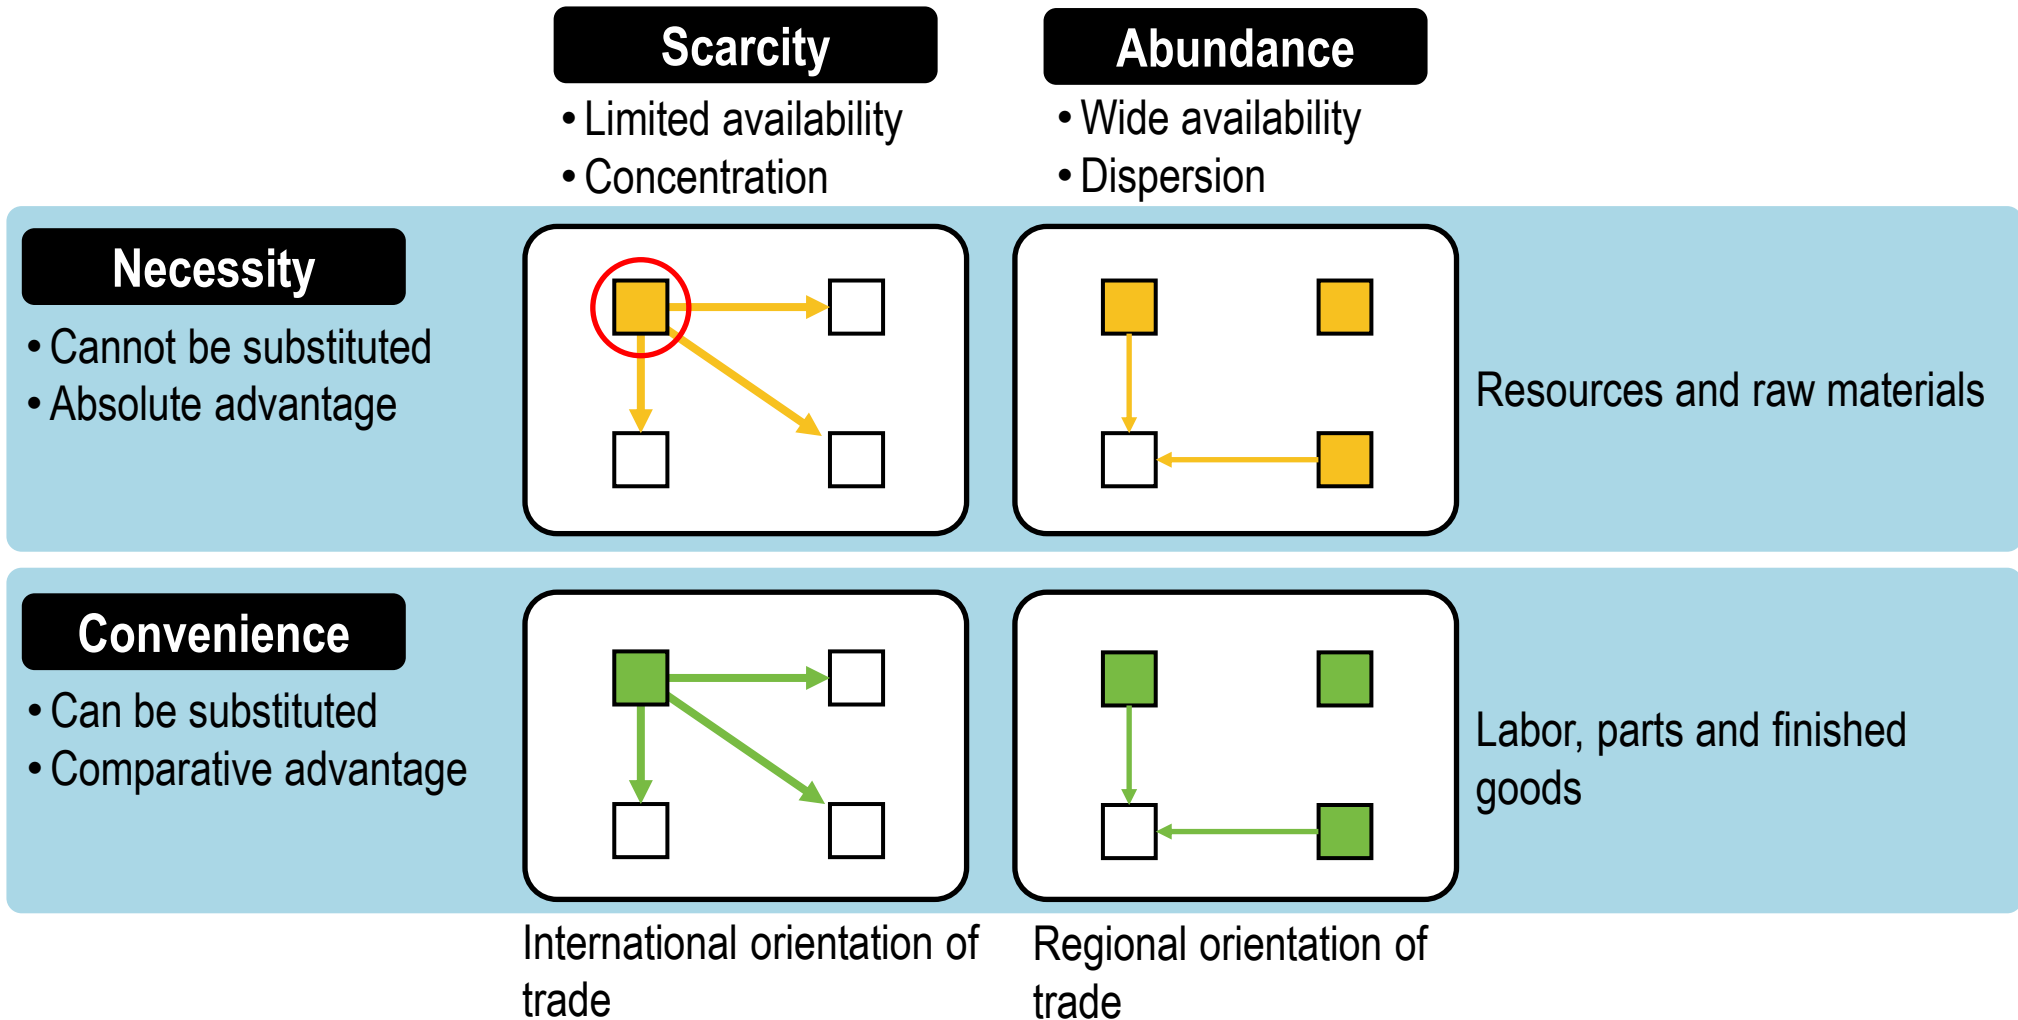 Scarcity
• Limited availability
• Concentration
Abundance
• Wide availability
• Dispersion
Necessity
• Cannot be substituted
• Absolute advantage
Resources and raw materials
Convenience
• Can be substituted
• Comparative advantage
Labor, parts and finished
goods
International orientation of
trade
Regional orientation of
trade